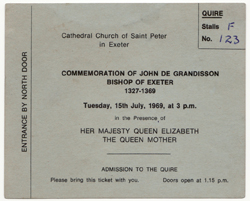 QUIRE
Stalls F
No. 123
Cathedral Church of Saint Peter
in Exeter
ENTRANCE BY NORTH DOOR
COMMEMORATION OF JOHN DE GRANDISSON
BISHOP OF EXETER
1327-1369
Tuesday, 15th July, 1969, at 3 p.m.
in the Presence of
HER MAJESTY QUEEN ELIZABETH
THE QUEEN MOTHER
ADMISSION TO THE QUIRE
Please bring this ticket with you. Doors open at 1.15 p.m.